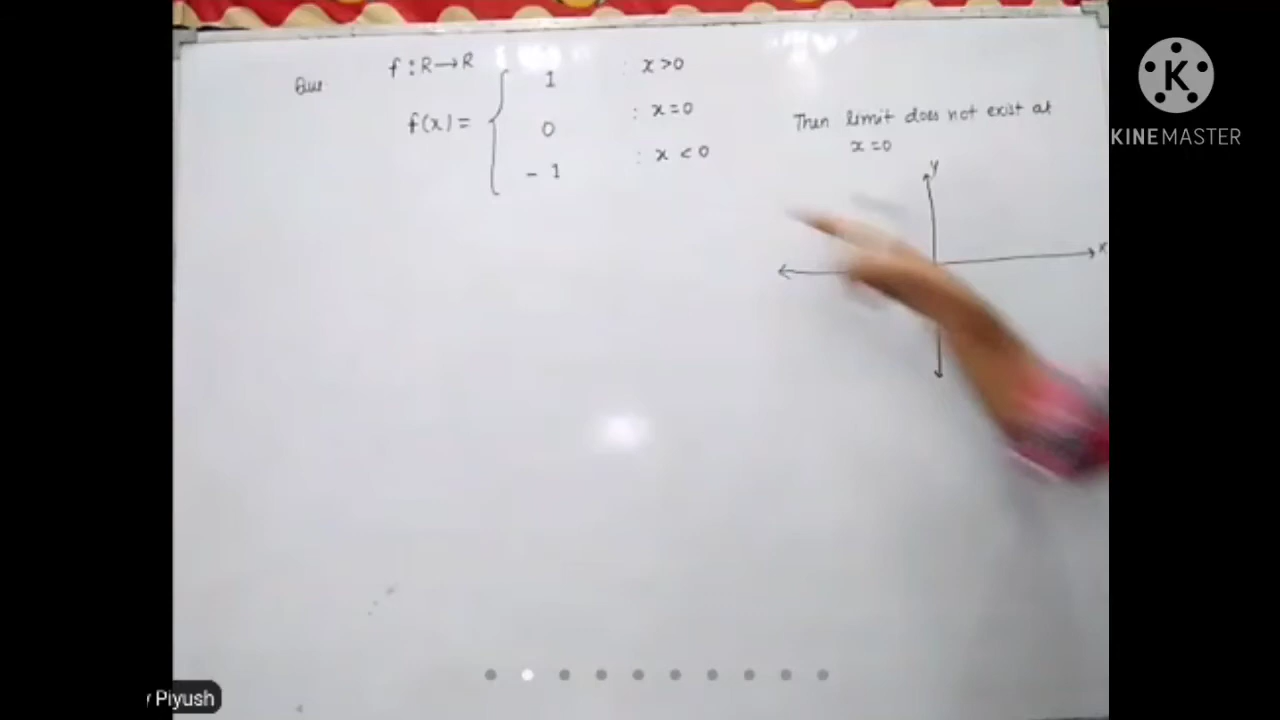 Que f : R→R
f(x) = { 1 : x > 0
0 : x = 0
- 1 : x < 0
Then limit does not exist at
x = 0
y
x
K
KINEMASTER
Piyush